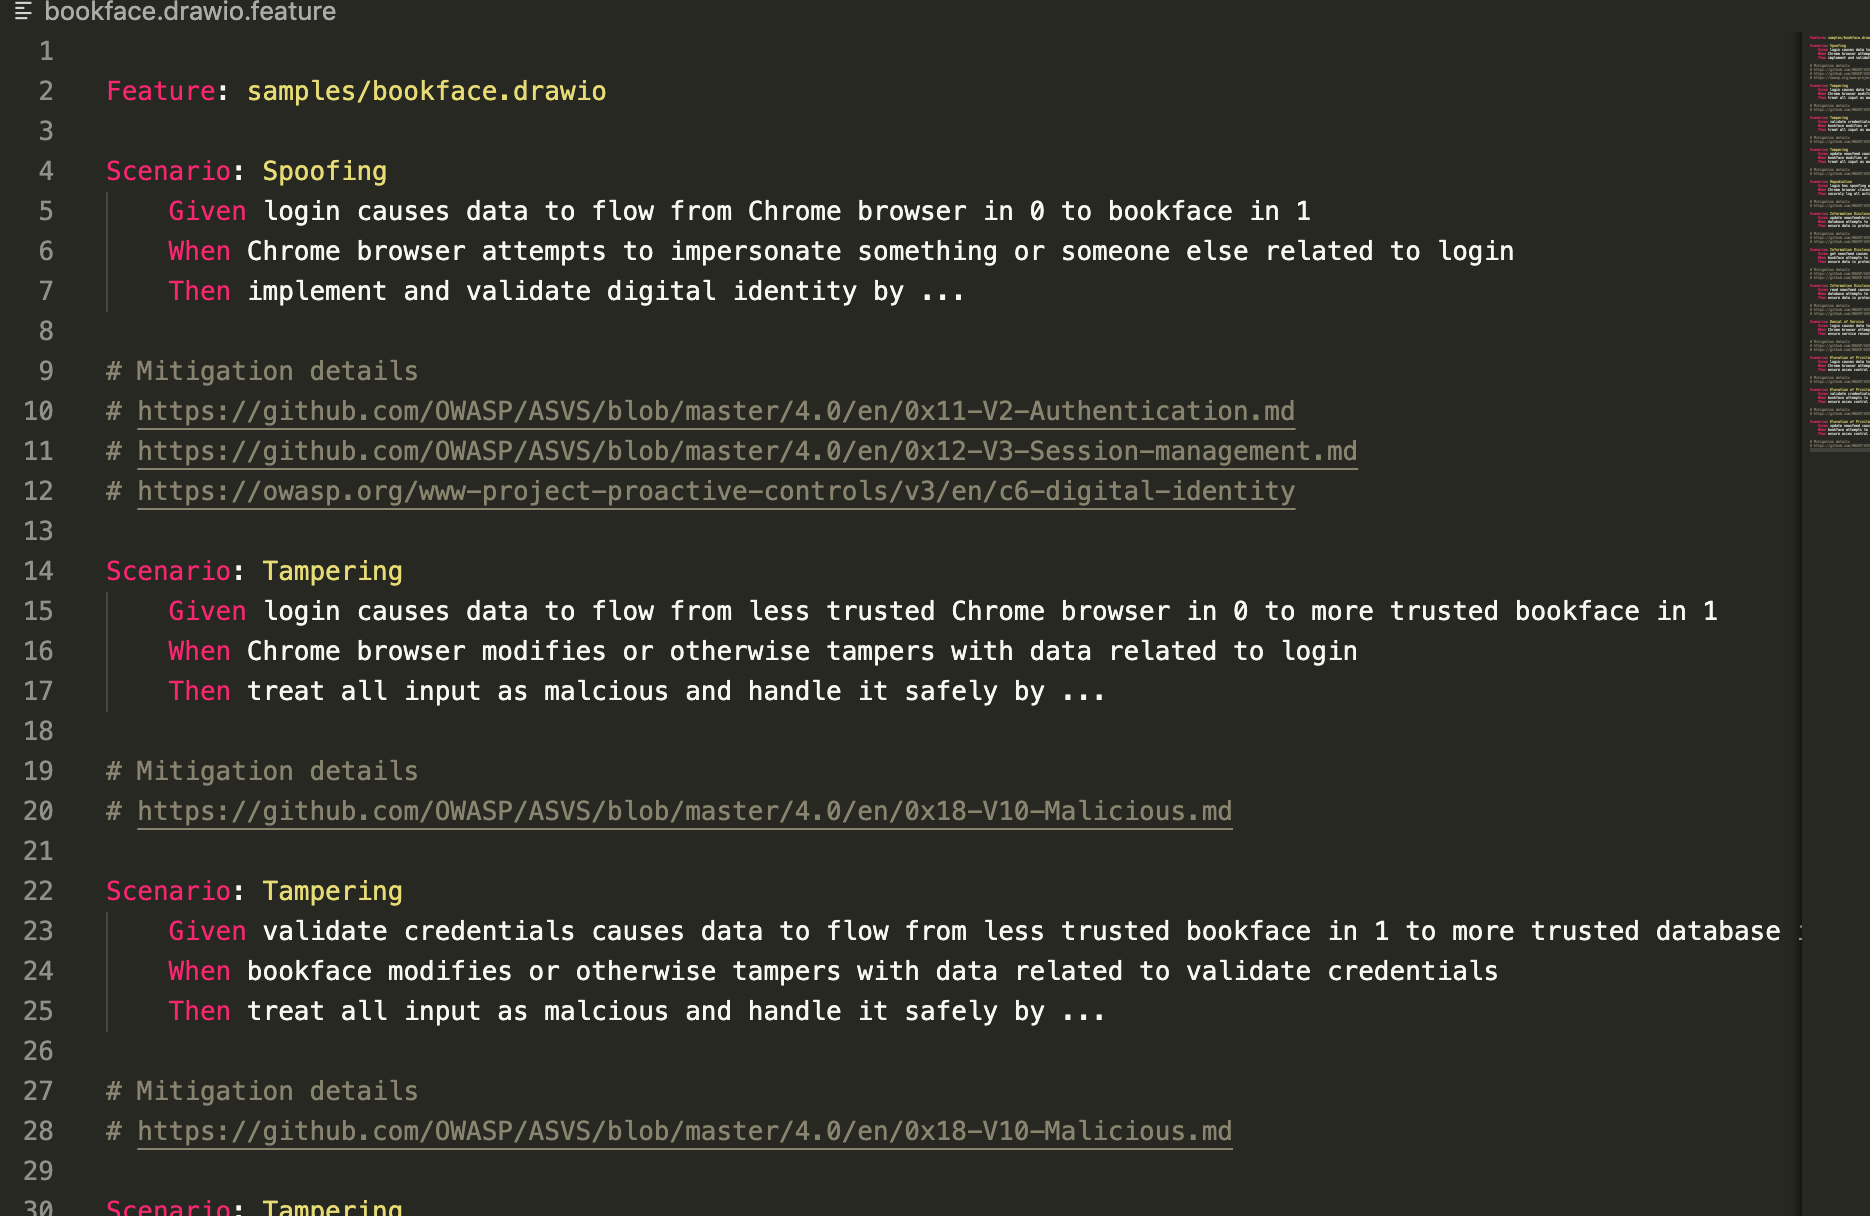 bookface.drawio.feature
1
2 Feature: samples/bookface.drawio
3
4 Scenario: Spoofing
5 Given login causes data to flow from Chrome browser in 0 to bookface in 1
6 When Chrome browser attempts to impersonate something or someone else related to login
7 Then implement and validate digital identity by ...
8
9 # Mitigation details
10 # https://github.com/OWASP/ASVS/blob/master/4.0/en/0x11-V2-Authentication.md
11 # https://github.com/OWASP/ASVS/blob/master/4.0/en/0x12-V3-Session-management.md
12 # https://owasp.org/www-project-proactive-controls/v3/en/c6-digital-identity
13
14 Scenario: Tampering
15 Given login causes data to flow from less trusted Chrome browser in 0 to more trusted bookface in 1
16 When Chrome browser modifies or otherwise tampers with data related to login
17 Then treat all input as malcious and handle it safely by ...
18
19 # Mitigation details
20 # https://github.com/OWASP/ASVS/blob/master/4.0/en/0x18-V10-Malicious.md
21
22 Scenario: Tampering
23 Given validate credentials causes data to flow from less trusted bookface in 1 to more trusted database
24 When bookface modifies or otherwise tampers with data related to validate credentials
25 Then treat all input as malcious and handle it safely by ...
26
27 # Mitigation details
28 # https://github.com/OWASP/ASVS/blob/master/4.0/en/0x18-V10-Malicious.md
29
30 Scenario: Tampering